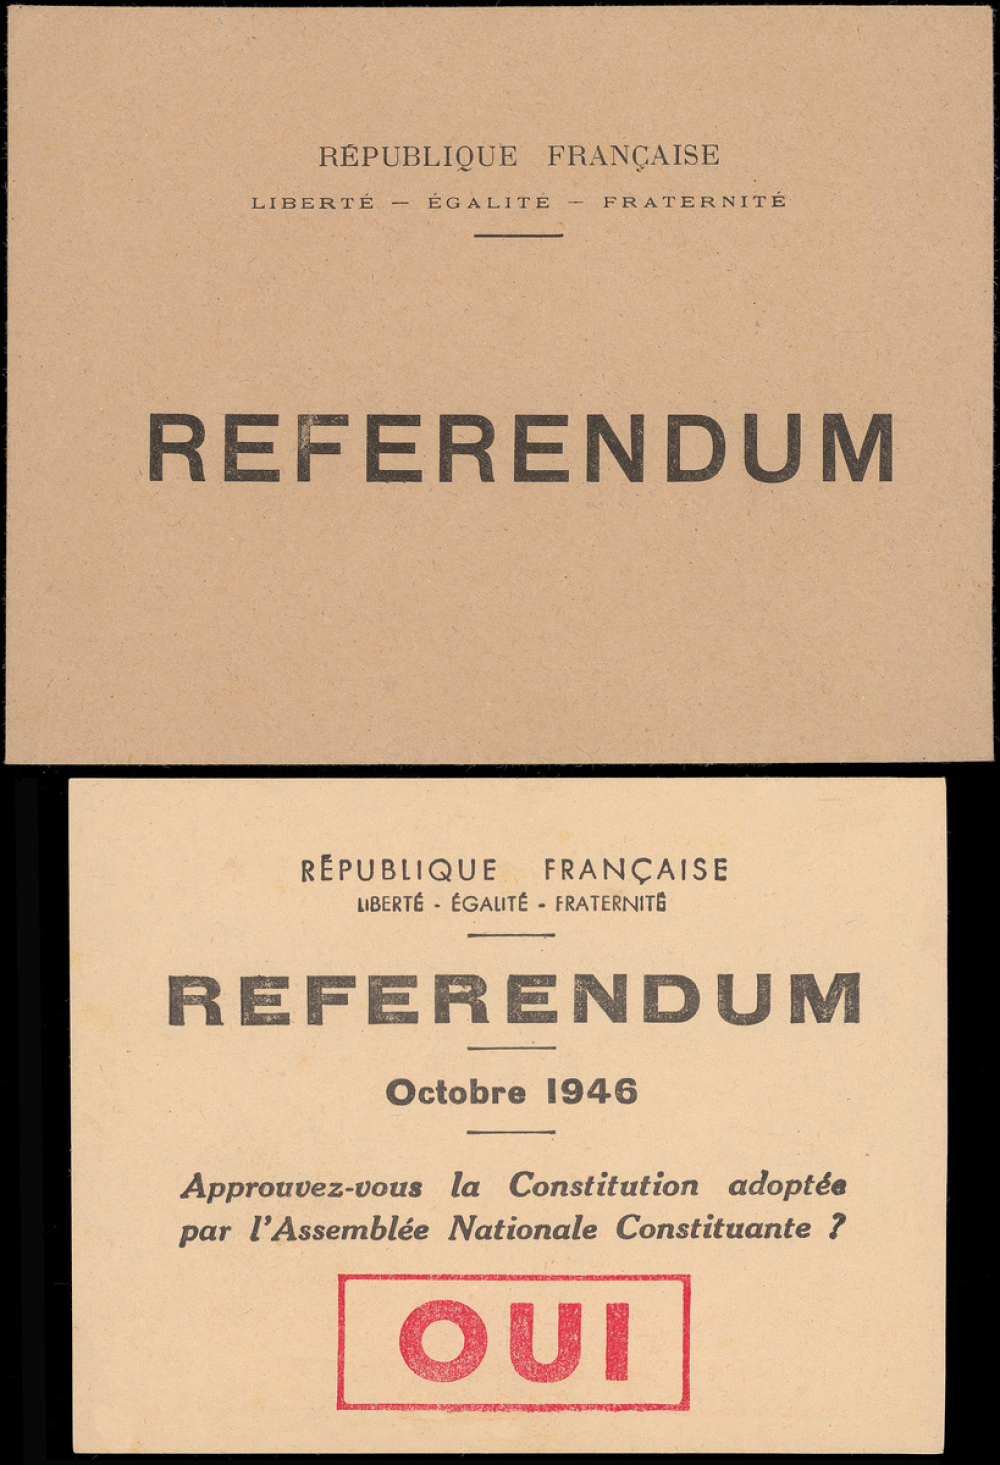 RÉPUBLIQUE FRANÇAISE
LIBERTÉ – ÉGALITÉ – FRATERNITÉ
REFERENDUM
RÉPUBLIQUE FRANÇAISE
LIBERTÉ - ÉGALITÉ - FRATERNITÉ
REFERENDUM
Octobre 1946
Approuvez-vous la Constitution adoptée
par l'Assemblée Nationale Constituante ?
OUI